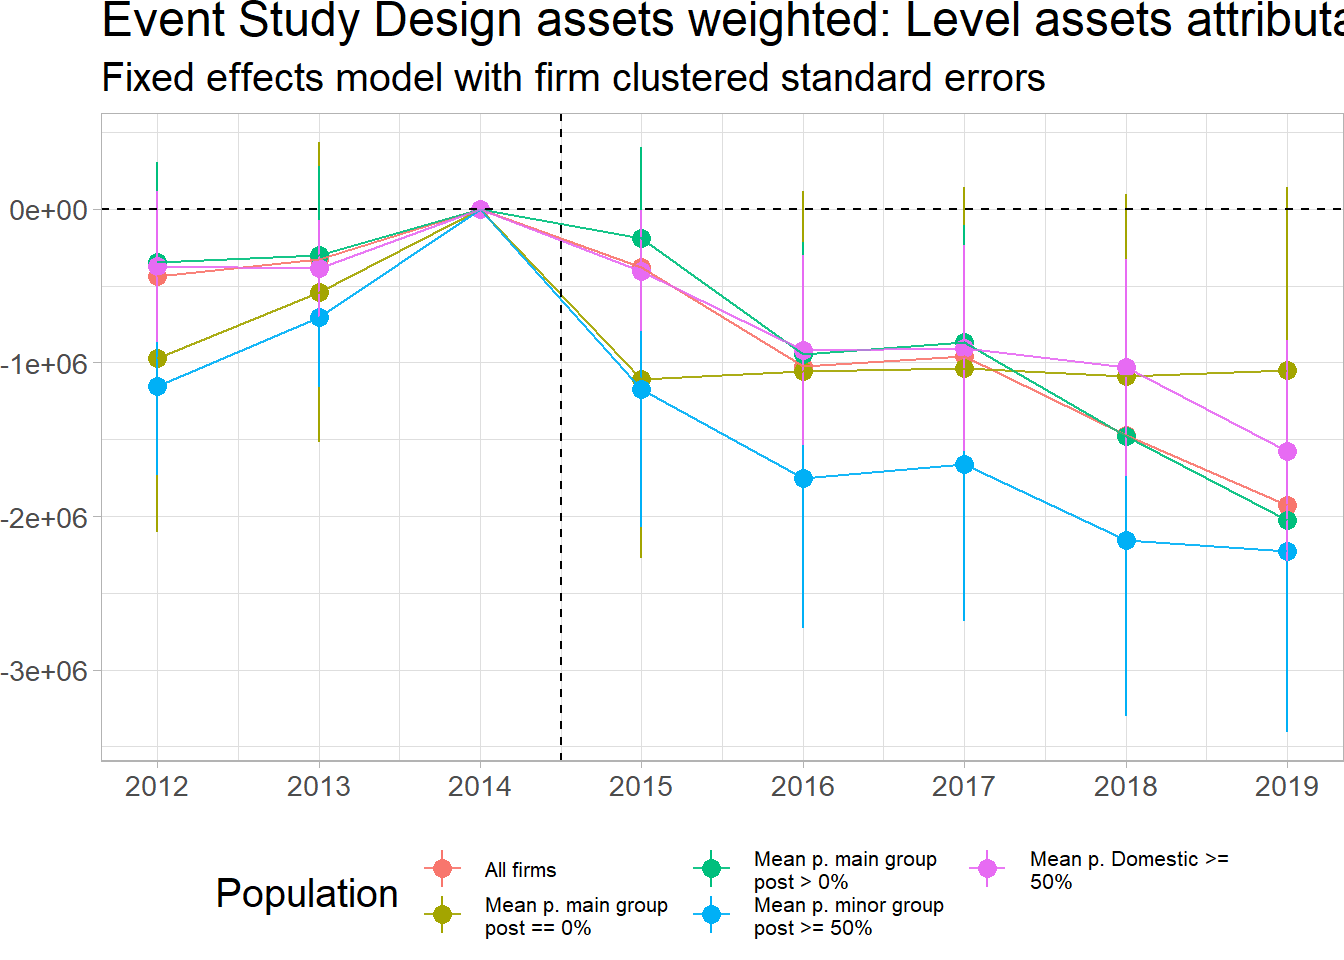 Event Study Design assets weighted: Level assets
Fixed effects model with firm clustered standard errors
0e+00
-1e+06
-2e+06
-3e+06
2012 2013 2014 2015 2016 2017 2018 2019
Population
All firms
Mean p. main group
post == 0%
Mean p. main group
post > 0%
Mean p. minor group
post >= 50%
Mean p. Domestic >=
50%